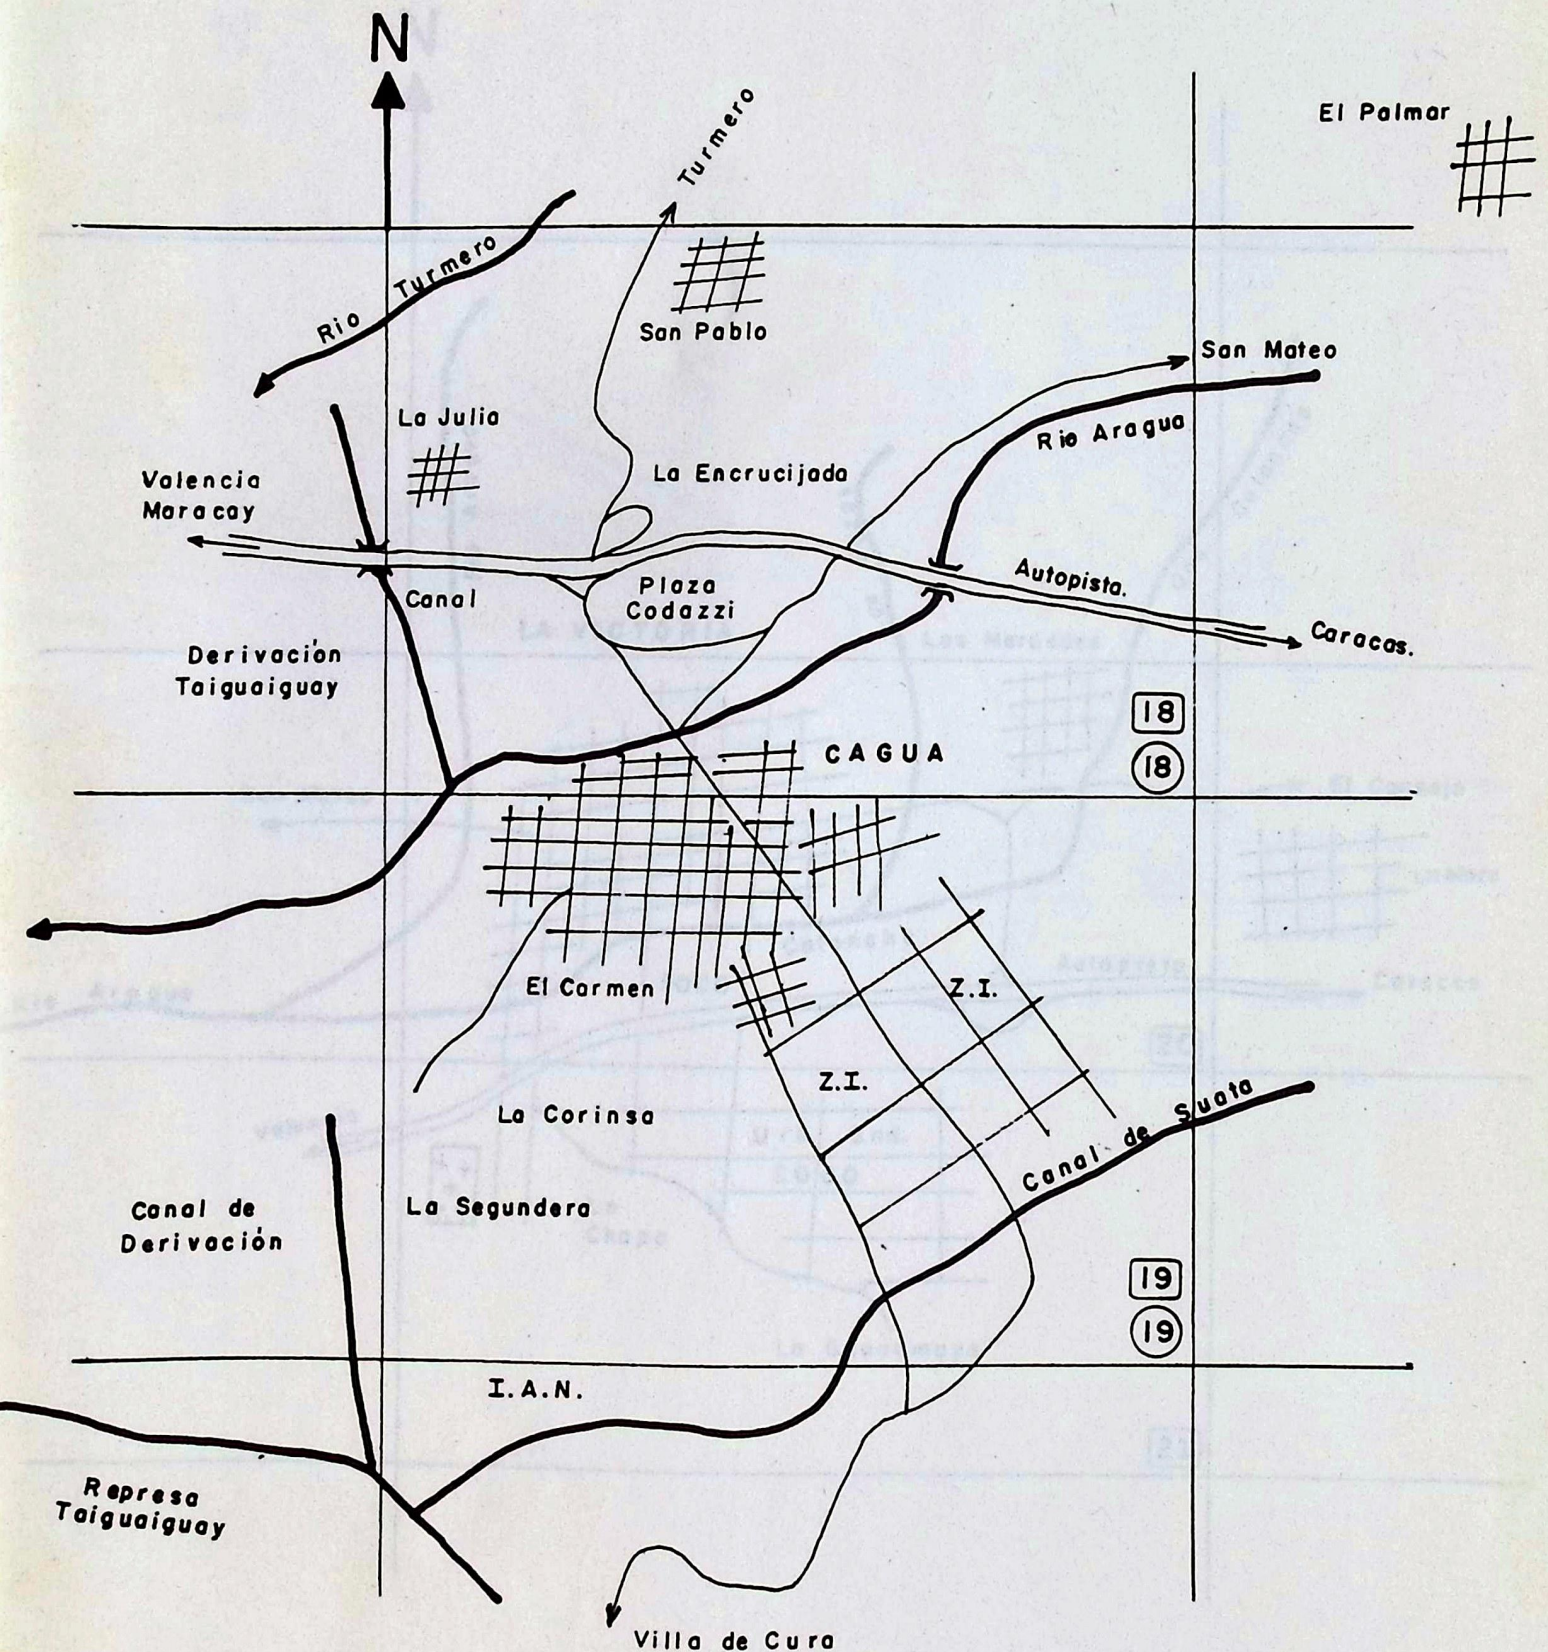 N
El Palmar
Turmero
Rio Turmero
San Pablo
San Mateo
La Julia
Rio Aragua
Valencia
Maracay
La Encrucijada
Autopista.
Plaza
Codazzi
Canal
Caracas.
Derivación
Taiguaiguay
18
18
CAGUA
El Carmen
Z.I.
Z.I.
La Corinsa
Canal de Suata
Canal de
Derivación
La Segundera
19
19
I.A.N.
Represa
Taiguaiguay
Villa de Cura